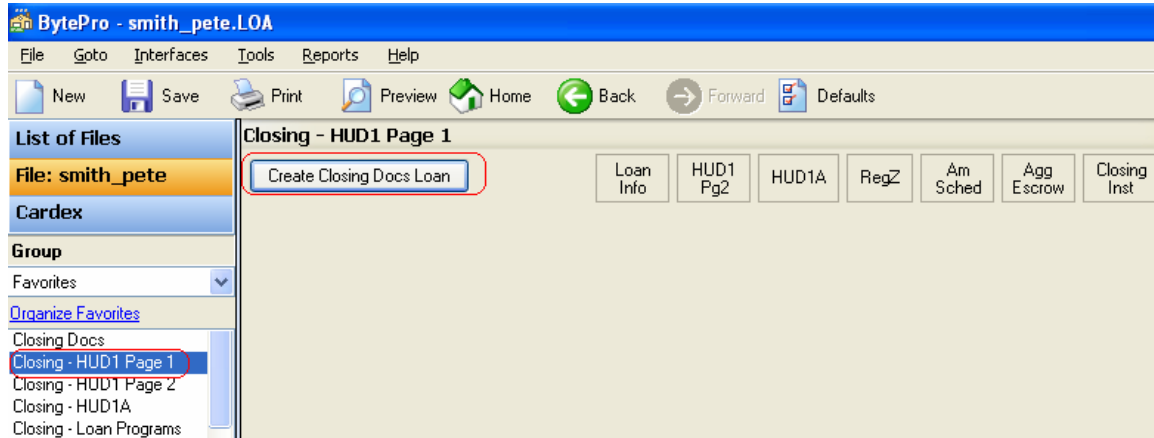 BytePro - smith_pete.LOA
File Goto Interfaces Tools Reports Help
New Save Print Preview Home Back Forward Defaults
List of Files
File: smith_pete
Cardex
Group
Favorites
Organize Favorites
Closing Docs
Closing - HUD1 Page 1
Closing - HUD1 Page 2
Closing - HUD1A
Closing - Loan Programs
Closing - HUD1 Page 1
Create Closing Docs Loan
Loan
Info
HUD1
Pg2
HUD1A
RegZ
Am
Sched
Agg
Escrow
Closing
Inst